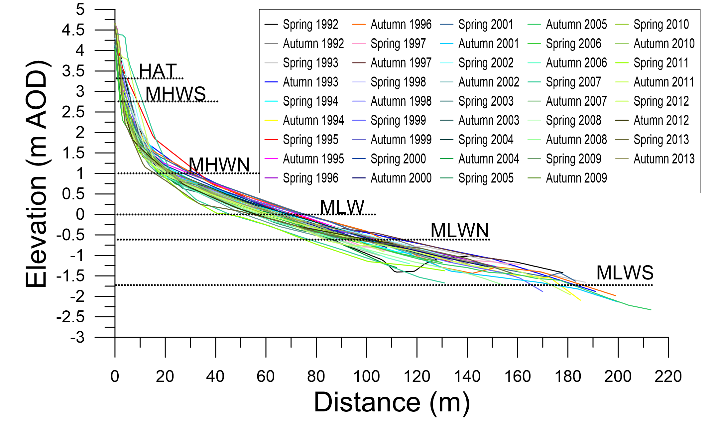 5
4.5
4
3.5
3
2.5
2
1.5
1
0.5
0
-0.5
-1
-1.5
-2
-2.5
-3
Elevation (m AOD)
HAT
MHWS
MHWN
MLW
MLWN
MLWS
Spring 1992 Autumn 1996 Spring 2001 Autumn 2005 Spring 2010
Autumn 1992 Spring 1997 Autumn 2001 Spring 2006 Autumn 2010
Spring 1993 Autumn 1997 Spring 2002 Autumn 2006 Spring 2011
Autumn 1993 Spring 1998 Autumn 2002 Spring 2007 Autumn 2011
Spring 1994 Autumn 1998 Spring 2003 Autumn 2007 Spring 2012
Autumn 1994 Spring 1999 Autumn 2003 Spring 2008 Autumn 2012
Spring 1995 Autumn 1999 Spring 2004 Autumn 2008 Spring 2013
Autumn 1995 Spring 2000 Autumn 2004 Spring 2009 Autumn 2013
Spring 1996 Autumn 2000 Spring 2005 Autumn 2009
0 20 40 60 80 100 120 140 160 180 200 220
Distance (m)